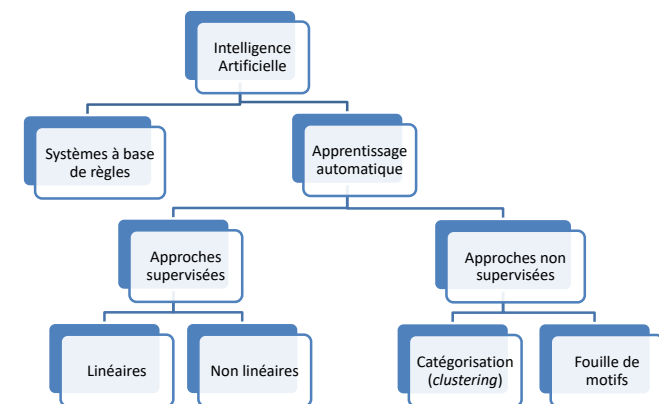 Intelligence
Artificielle
Systèmes à base
de règles
Apprentissage
automatique
Approches
supervisées
Approches non
supervisées
Linéaires
Non linéaires
Catégorisation
(clustering)
Fouille de
motifs